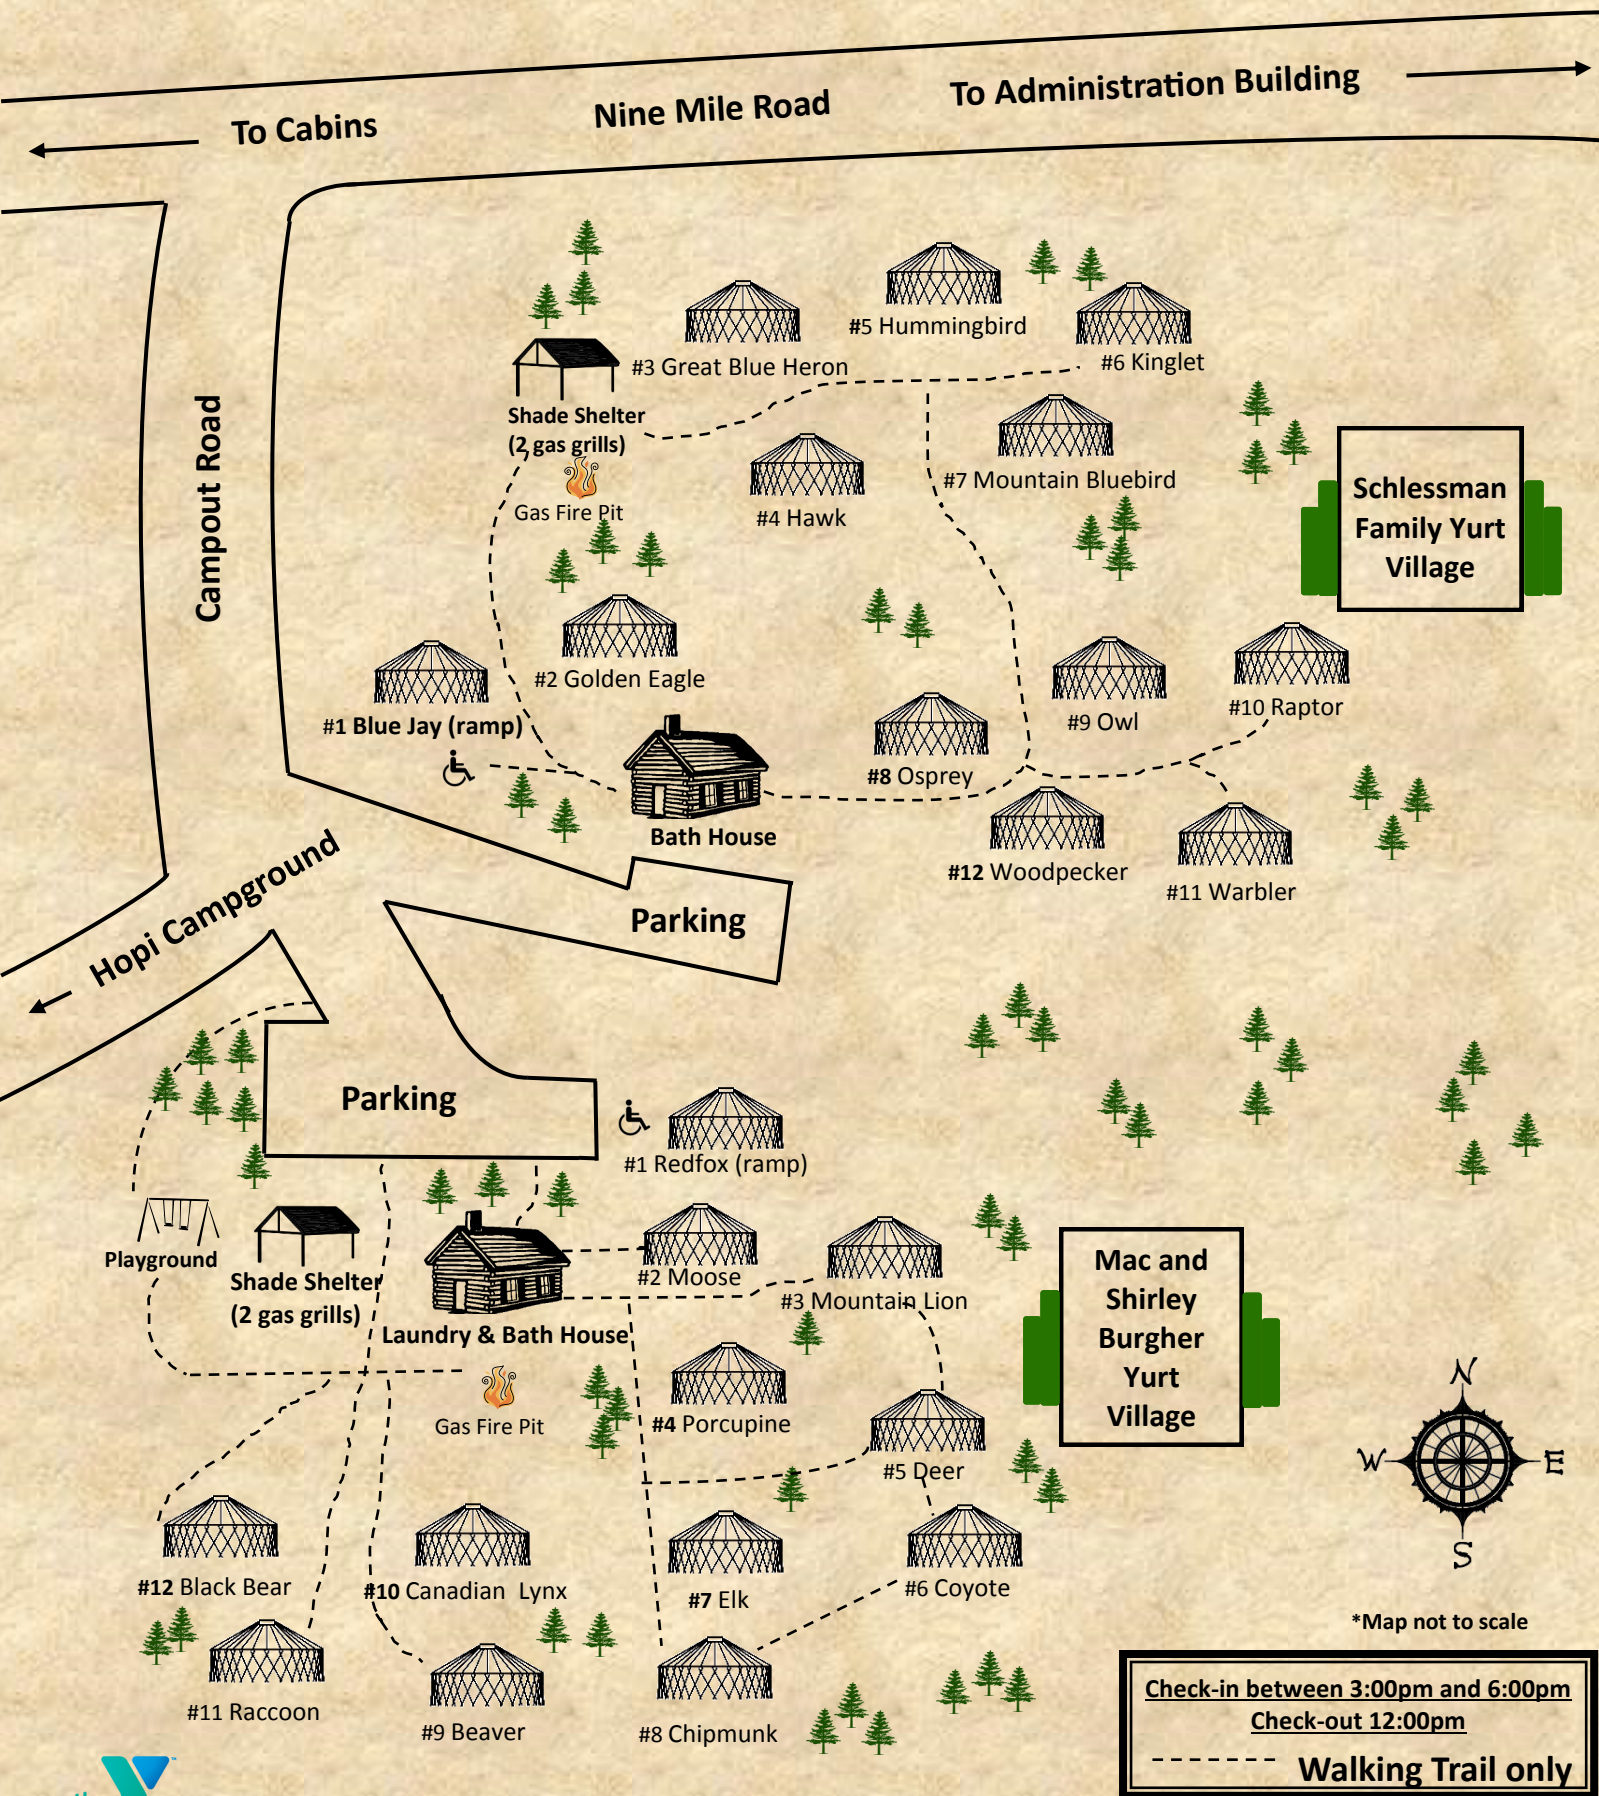 To Cabins
Nine Mile Road
To Administration Building
Campout Road
#5 Hummingbird
#3 Great Blue Heron
#6 Kinglet
Shade Shelter
(2 gas grills)
Gas Fire Pit
#4 Hawk
#7 Mountain Bluebird
Schlessman
Family Yurt
Village
#2 Golden Eagle
#1 Blue Jay (ramp)
#8 Osprey
#9 Owl
#10 Raptor
Bath House
#12 Woodpecker
#11 Warbler
Hopi Campground
Parking
Parking
#1 Redfox (ramp)
Playground
Shade Shelter
(2 gas grills)
Laundry & Bath House
#2 Moose
#3 Mountain Lion
Mac and
Shirley
Burgher
Yurt
Village
Gas Fire Pit
#4 Porcupine
#5 Deer
N
W
E
S
#12 Black Bear
#10 Canadian  Lynx
#7 Elk
#6 Coyote
#11 Raccoon
#9 Beaver
#8 Chipmunk
*Map not to scale
Check-in between 3:00pm and 6:00pm
Check-out 12:00pm
Walking Trail only